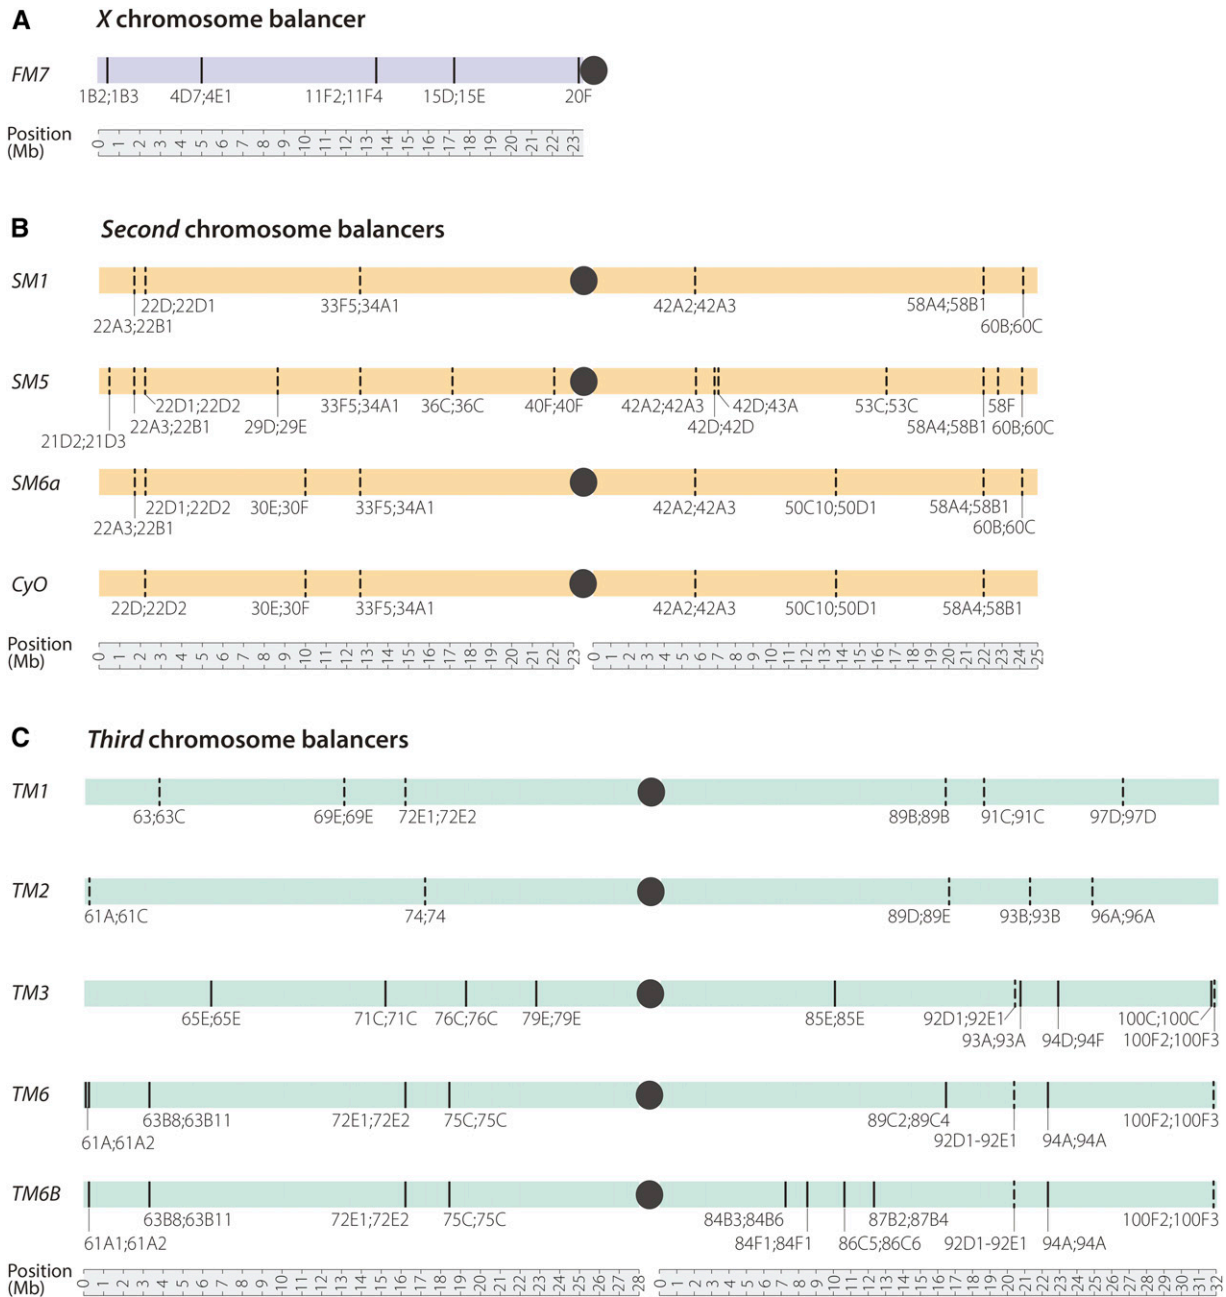 A X chromosome balancer
FM7
1B2;1B3 4D7;4E1 11F2;11F4 15D;15E 20F
Position (Mb)
0 1 2 3 4 5 6 7 8 9 10 11 12 13 14 15 16 17 18 19 20 21 22 23
B Second chromosome balancers
SM1
22D;22D1 33F5;34A1 42A2;42A3 58A4;58B1
22A3;22B1 60B;60C
SM5
22D1;22D2 33F5;34A1 36C;36C 40F;40F 42A2;42A3 42D;43A 53C;53C 58F
22A3;22B1 29D;29E 42D;42D 58A4;58B1 60B;60C
21D2;21D3
SM6a
22D1;22D2 30E;30F 33F5;34A1 42A2;42A3 50C10;50D1 58A4;58B1
22A3;22B1 60B;60C
CyO
22D;22D2 30E;30F 33F5;34A1 42A2;42A3 50C10;50D1 58A4;58B1
Position (Mb)
0 1 2 3 4 5 6 7 8 9 10 11 12 13 14 15 16 17 18 19 20 21 22 23 0 1 2 3 4 5 6 7 8 9 10 11 12 13 14 15 16 17 18 19 20 21 22 23 24 25
C Third chromosome balancers
TM1
63;63C 69E;69E 72E1;72E2 89B;89B 91C;91C 97D;97D
TM2
61A;61C 74;74 89D;89E 93B;93B 96A;96A
TM3
65E;65E 71C;71C 76C;76C 79E;79E 85E;85E 92D1;92E1 100C;100C
93A;93A 94D;94F 100F2;100F3
TM6
63B8;63B11 72E1;72E2 75C;75C 89C2;89C4 100F2;100F3
61A;61A2 92D1-92E1 94A;94A
TM6B
63B8;63B11 72E1;72E2 75C;75C 84B3;84B6 87B2;87B4 100F2;100F3
61A1;61A2 84F1;84F1 86C5;86C6 92D1-92E1 94A;94A
Position (Mb)
0 1 2 3 4 5 6 7 8 9 10 11 12 13 14 15 16 17 18 19 20 21 22 23 24 25 26 27 28 0 1 2 3 4 5 6 7 8 9 10 11 12 13 14 15 16 17 18 19 20 21 22 23 24 25 26 27 28 29 30 31 32